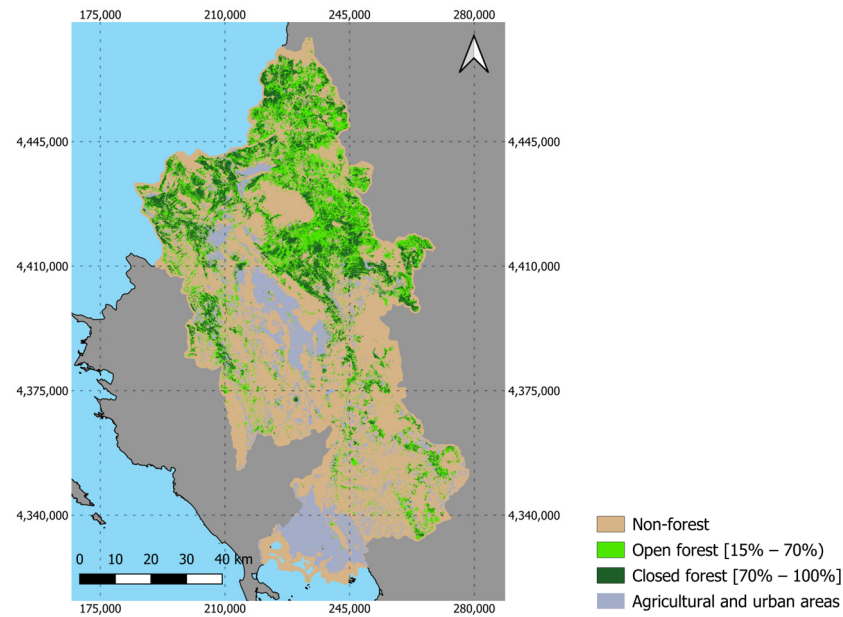 175,000 210,000 245,000 280,000
4,445,000 4,445,000
4,410,000 4,410,000
4,375,000 4,375,000
4,340,000 4,340,000
Non-forest
Open forest [15% – 70%)
0 10 20 30 40 km
Closed forest [70% – 100%]
Agricultural and urban areas
175,000 210,000 245,000 280,000